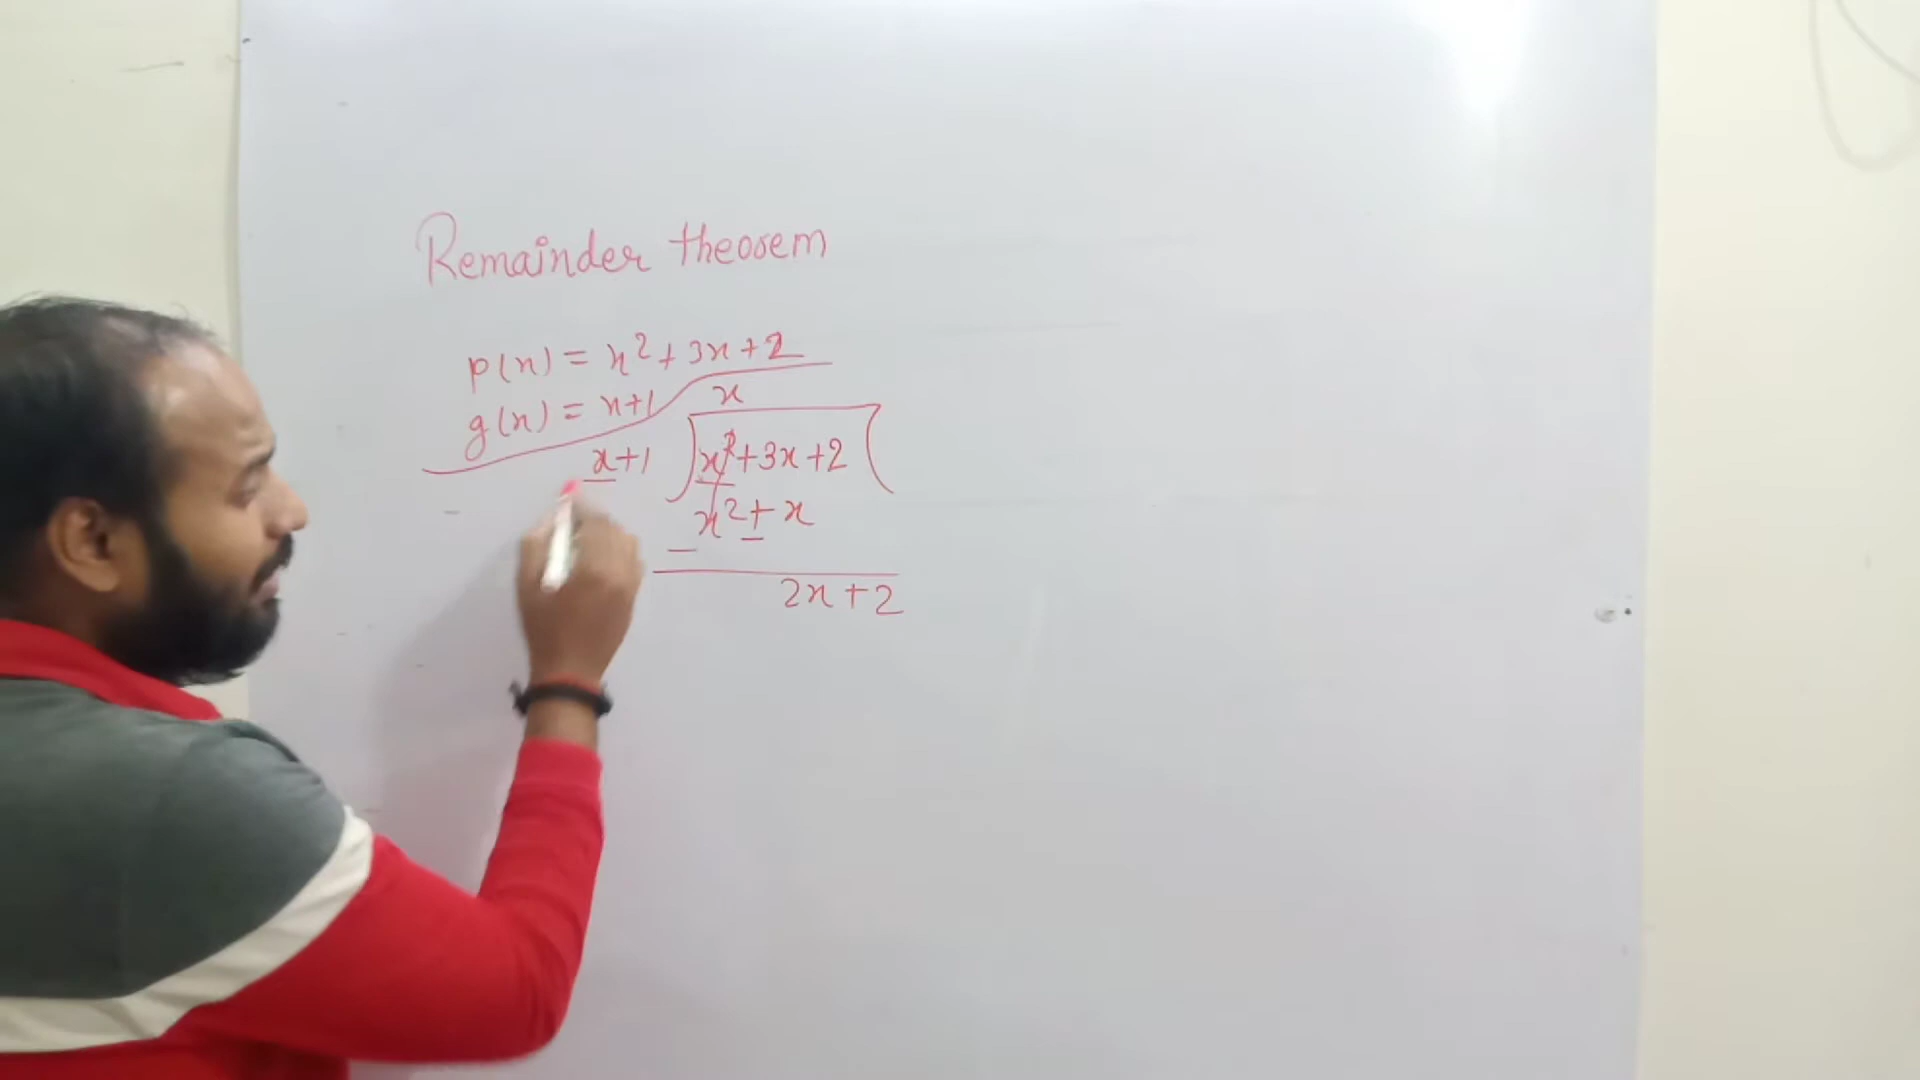 Remainder theorem
p(x) = x²+3x+2
g(x) = x+1
x
x+1 x²+3x+2
x²+x
2x+2